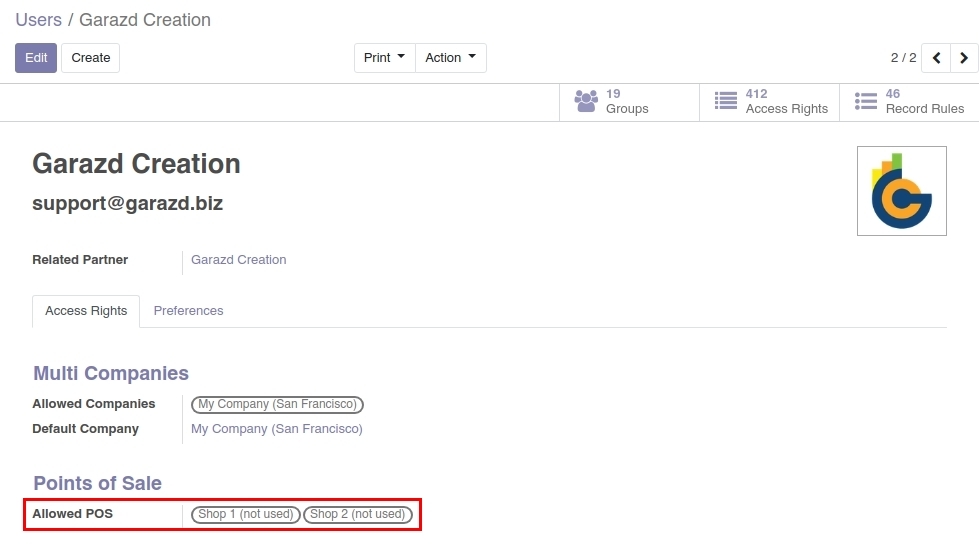 Users / Garazd Creation
Edit Create Print Action 2 / 2
19 Groups
412 Access Rights
46 Record Rules
Garazd Creation
support@garazd.biz
Related Partner Garazd Creation
Access Rights Preferences
Multi Companies
Allowed Companies My Company (San Francisco)
Default Company My Company (San Francisco)
Points of Sale
Allowed POS Shop 1 (not used) Shop 2 (not used)